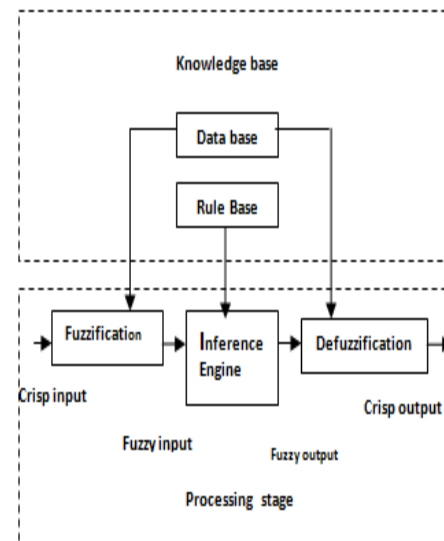 Knowledge base
Data base
Rule Base
Fuzzification
Inference
Engine
Defuzzification
Crisp input
Crisp output
Fuzzy input
Fuzzy output
Processing stage